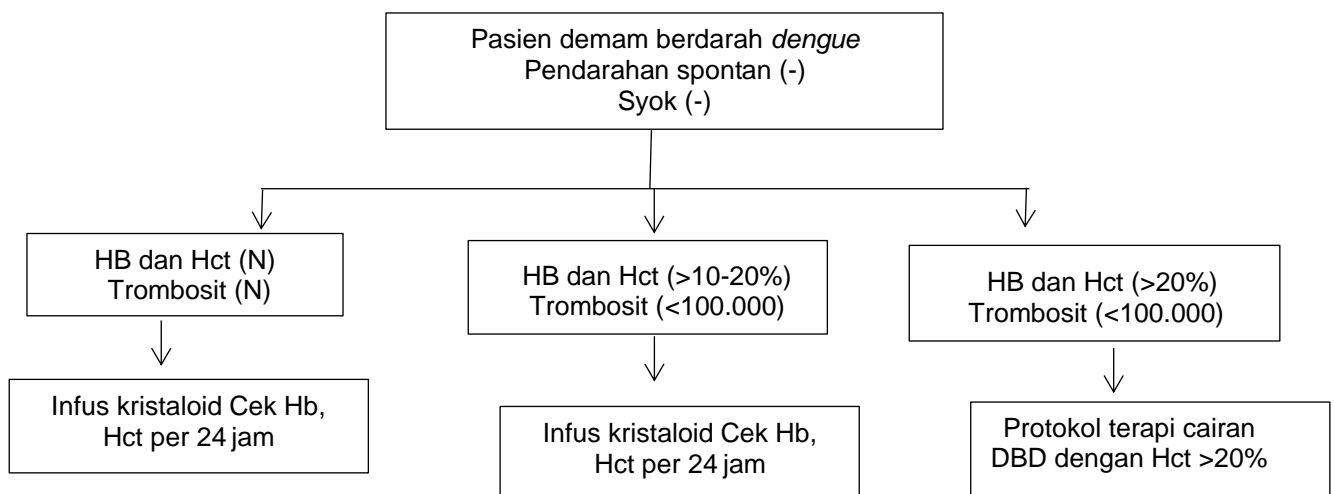 Pasien demam berdarah dengue
Pendarahan spontan (-)
Syok (-)
HB dan Hct (N)
Trombosit (N)
HB dan Hct (>10-20%)
Trombosit (<100.000)
HB dan Hct (>20%)
Trombosit (<100.000)
Infus kristaloid Cek Hb,
Hct per 24 jam
Infus kristaloid Cek Hb,
Hct per 24 jam
Protokol terapi cairan
DBD dengan Hct >20%